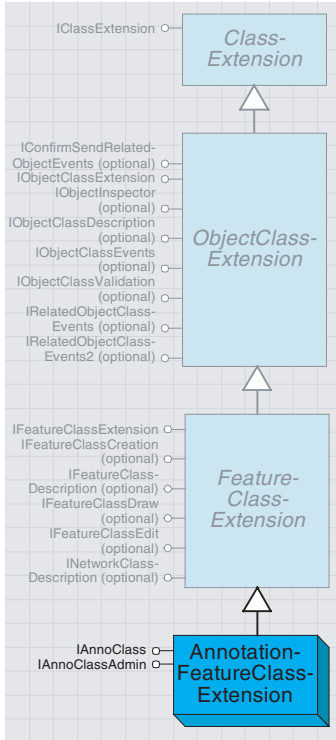 IClassExtension
Class-
Extension
IConfirmSendRelated-
ObjectEvents (optional)
IObjectClassExtension
IObjectInspector
(optional)
IObjectClassDescription
(optional)
IObjectClassEvents
(optional)
IObjectClassValidation
(optional)
IRelatedObjectClass-
Events (optional)
IRelatedObjectClass-
Events2 (optional)
ObjectClass-
Extension
IFeatureClassExtension
IFeatureClassCreation
(optional)
IFeatureClass-
Description (optional)
IFeatureClassDraw
(optional)
IFeatureClassEdit
(optional)
INetworkClass-
Description (optional)
Feature-
Class-
Extension
IAnnoClass
IAnnoClassAdmin
Annotation-
FeatureClass-
Extension